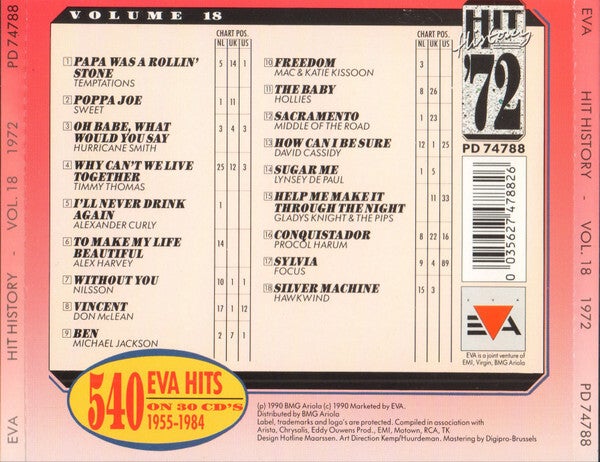 VOLUME 18
CHART POS.
NL UK US
1 PAPA WAS A ROLLIN' STONE 5 14 1
TEMPTATIONS
2 POPPA JOE 1 11
SWEET
3 OH BABE, WHAT WOULD YOU SAY 3 4 3
HURRICANE SMITH
4 WHY CAN'T WE LIVE TOGETHER 25 12 3
TIMMY THOMAS
5 I'LL NEVER DRINK AGAIN 1
ALEXANDER CURLY
6 TO MAKE MY LIFE BEAUTIFUL 14
ALEX HARVEY
7 WITHOUT YOU 10 1 1
NILSSON
8 VINCENT 17 1 12
DON McLEAN
9 BEN 2 7 1
MICHAEL JACKSON
CHART POS.
NL UK US
10 FREEDOM 3
MAC & KATIE KISSOON
11 THE BABY 8 26
HOLLIES
12 SACRAMENTO 1 23
MIDDLE OF THE ROAD
13 HOW CAN I BE SURE 12 1 25
DAVID CASSIDY
14 SUGAR ME 1 5
LYNSEY DE PAUL
15 HELP ME MAKE IT THROUGH THE NIGHT 11 33
GLADYS KNIGHT & THE PIPS
16 CONQUISTADOR 8 22 16
PROCOL HARUM
17 SYLVIA 9 4 89
FOCUS
18 SILVER MACHINE 15 3
HAWKWIND
HIT
History
'72
PD 74788
0 035627 478826
EVA
EVA is a joint venture of
EMI, Virgin, BMG Ariola
540 EVA HITS
ON 30 CD'S
1955-1984
(p) 1990 BMG Ariola (c) 1990 Marketed by EVA.
Distributed by BMG Ariola
Label, trademarks and logo's are protected. Compiled in association with
Arista, Chrysalis, Eddy Ouwens Prod., EMI, Motown, RCA, TK
Design Hotline Maarssen. Art Direction Kemp/Huurdeman. Mastering by Digipro-Brussels
EVA HIT HISTORY - VOL. 18 1972 PD 74788
EVA HIT HISTORY - VOL. 18 1972 PD 74788